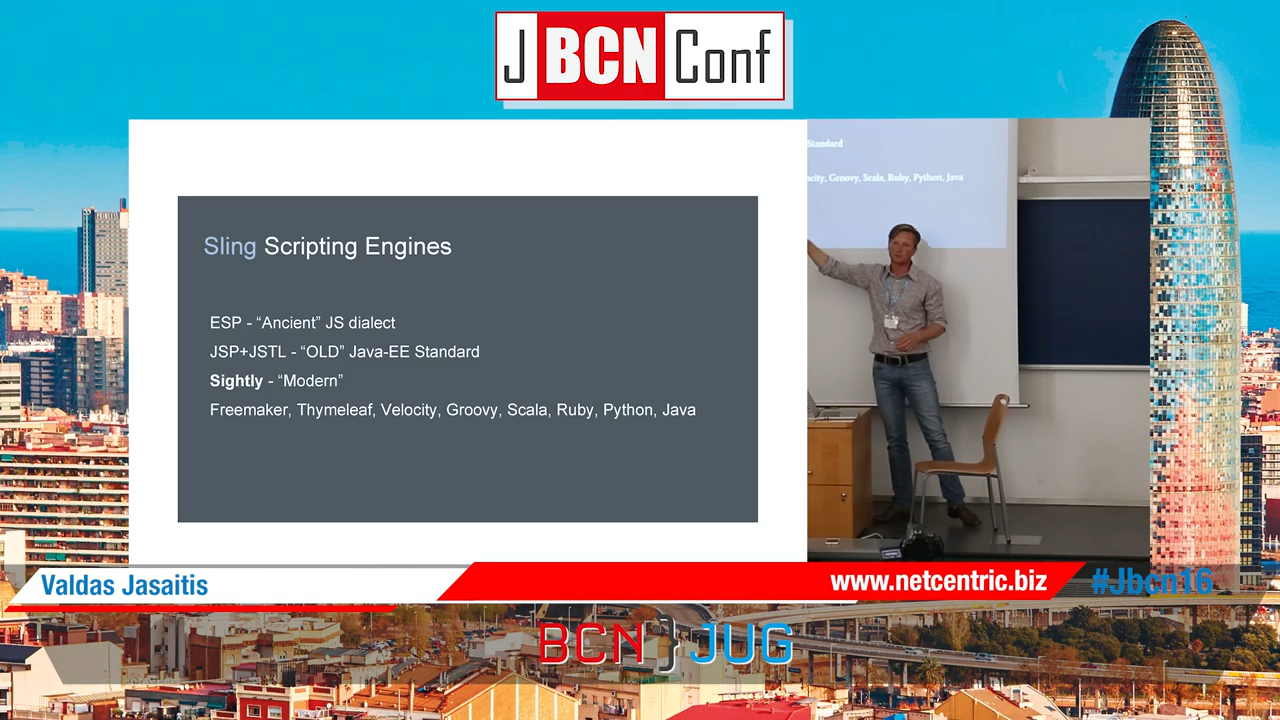 J BCN Conf
Sling Scripting Engines
ESP - “Ancient” JS dialect
JSP+JSTL - “OLD” Java-EE Standard
Sightly - “Modern”
Freemaker, Thymeleaf, Velocity, Groovy, Scala, Ruby, Python, Java
Standard
city, Groovy, Scala, Ruby, Python, Java
Valdas Jasaitis
www.netcentric.biz
#Jbcn16
BCN JUG